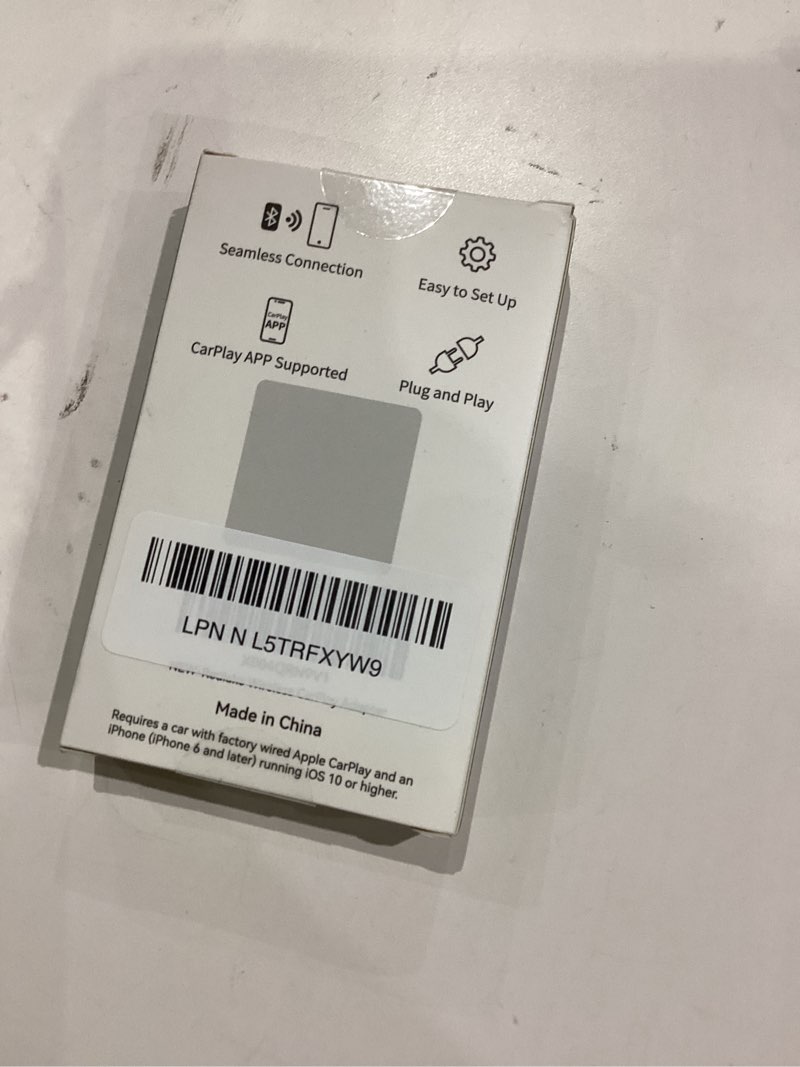 Seamless Connection
Easy to Set Up
CarPlay
APP
CarPlay APP Supported
Plug and Play
LPN N L5TRFXYW9
Made in China
Requires a car with factory wired Apple CarPlay and an
iPhone (iPhone 6 and later) running iOS 10 or higher.